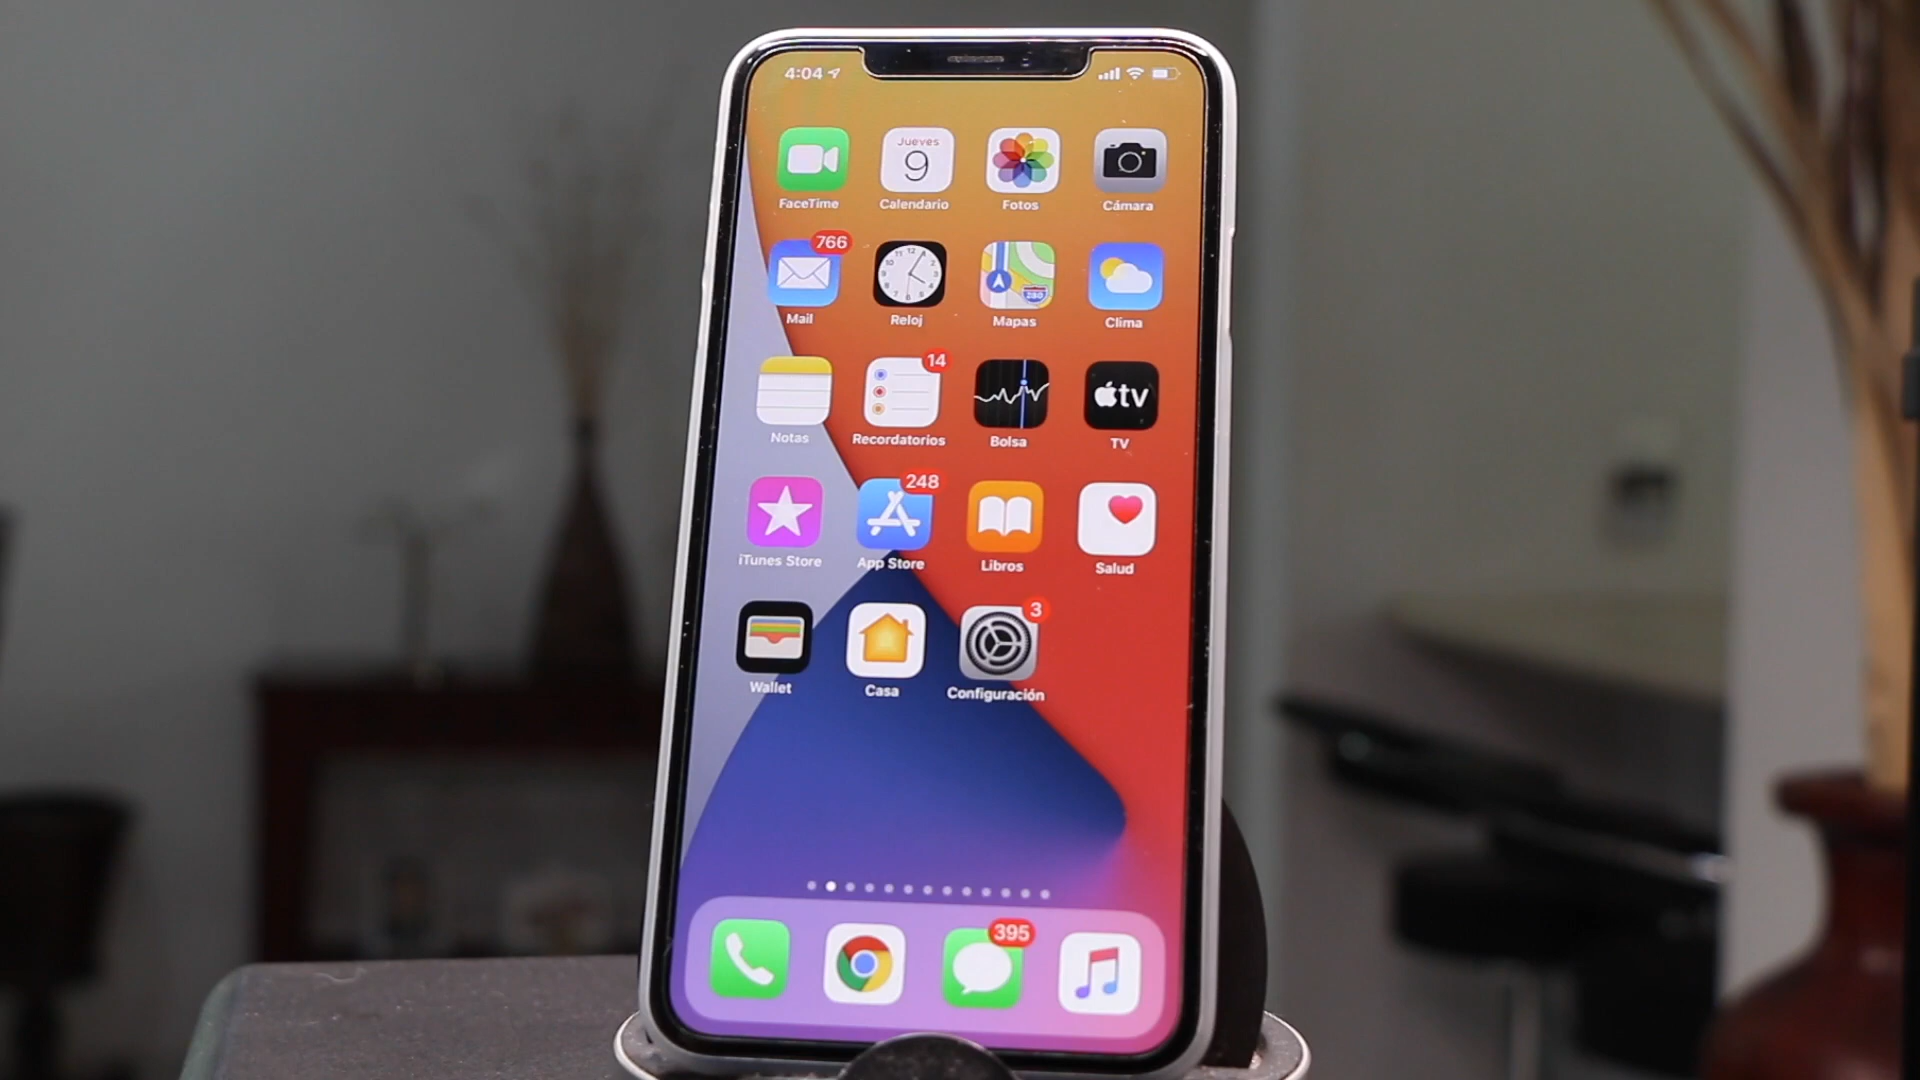 4:04
Jueves
9
FaceTime
Calendario
Fotos
Cámara
766
Mail
Reloj
Mapas
Clima
280
14
tv
Notas
Recordatorios
Bolsa
TV
248
iTunes Store
App Store
Libros
Salud
3
Wallet
Casa
Configuración
395